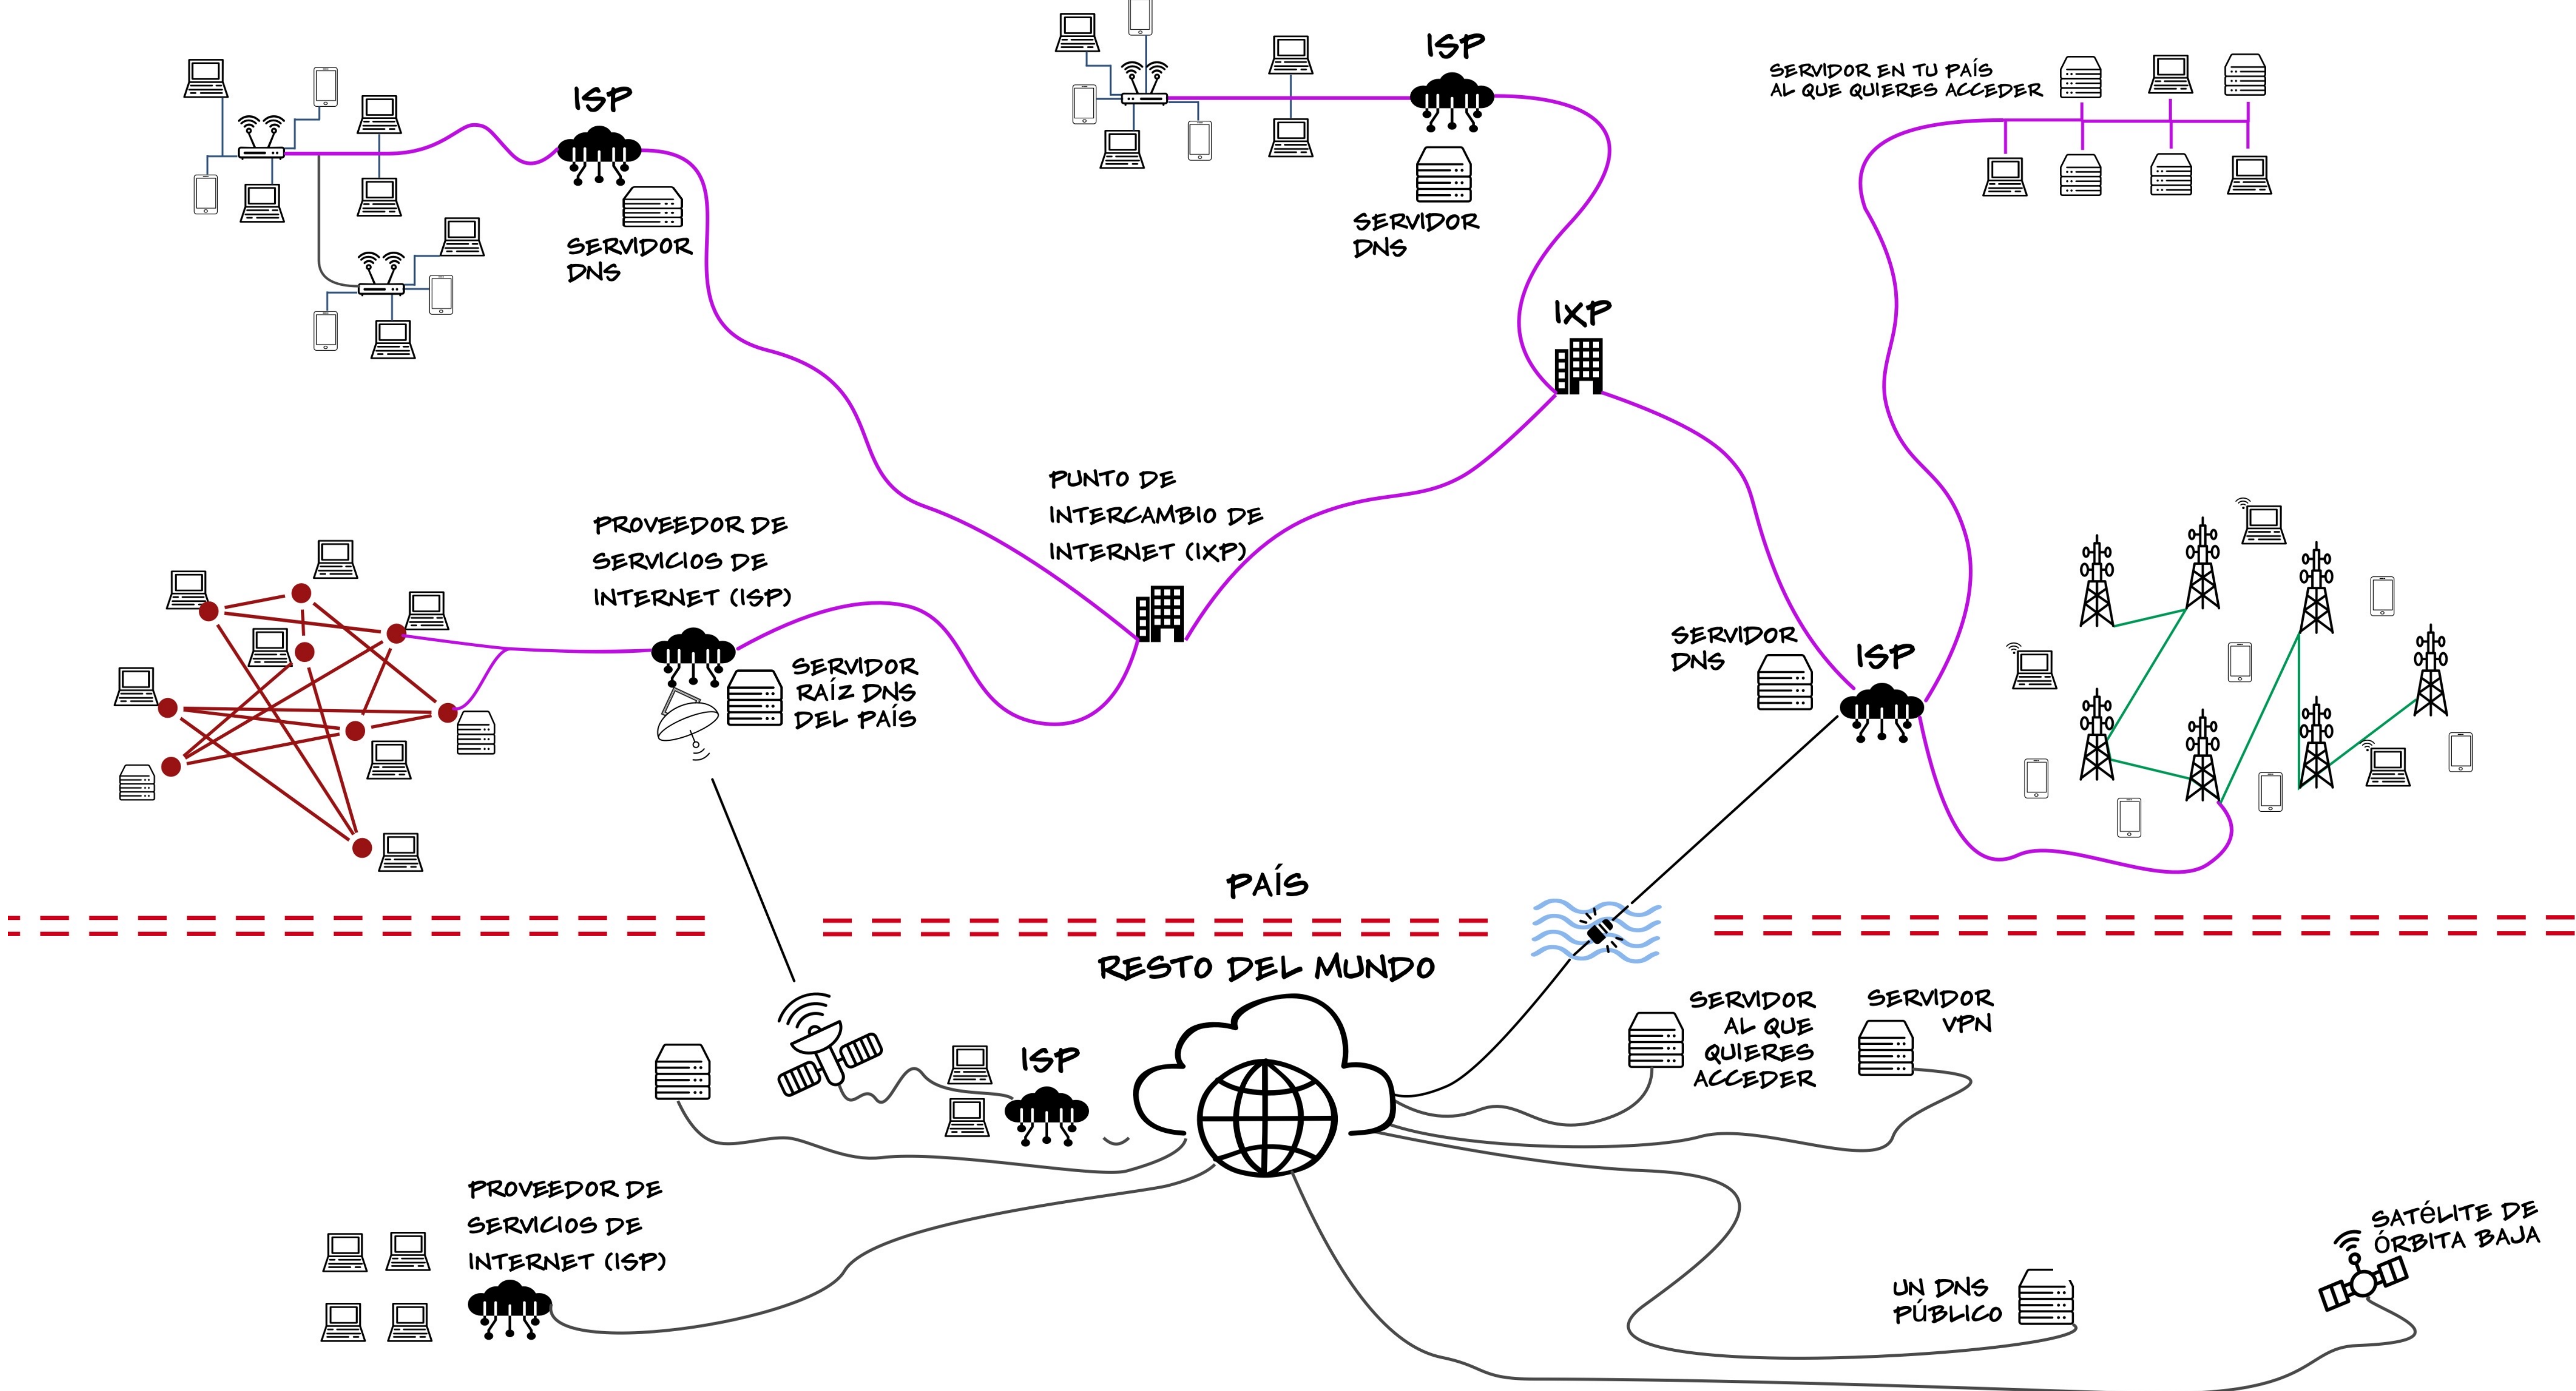 ISP
SERVIDOR
DNS
ISP
SERVIDOR
DNS
SERVIDOR EN TU PAÍS
AL QUE QUIERES ACCEDER
IXP
PUNTO DE
INTERCAMBIO DE
INTERNET (IXP)
PROVEEDOR DE
SERVICIOS DE
INTERNET (ISP)
SERVIDOR
RAÍZ DNS
DEL PAÍS
SERVIDOR
DNS
ISP
PAÍS
RESTO DEL MUNDO
ISP
SERVIDOR
AL QUE
QUIERES
ACCEDER
SERVIDOR
VPN
PROVEEDOR DE
SERVICIOS DE
INTERNET (ISP)
UN DNS
PÚBLICO
SATÉLITE DE
ÓRBITA BAJA